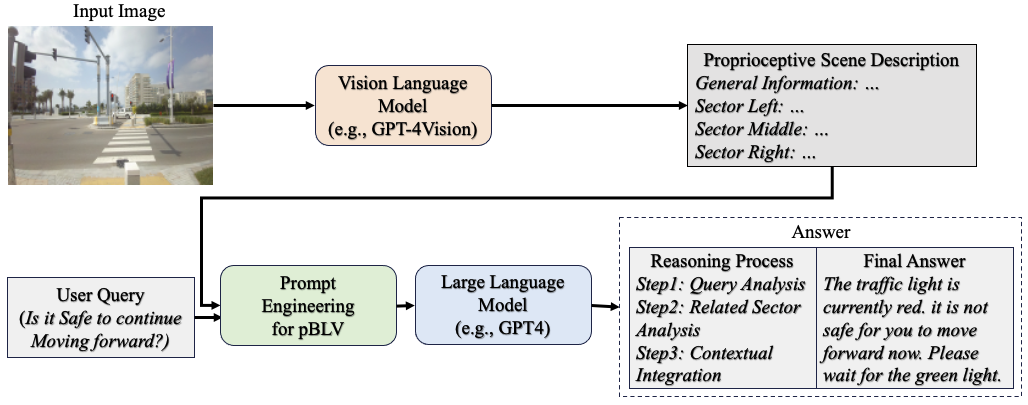 Input Image
Vision Language
Model
(e.g., GPT-4Vision)
Proprioceptive Scene Description
General Information: ...
Sector Left: ...
Sector Middle: ...
Sector Right: ...
User Query
(Is it Safe to continue
Moving forward?)
Prompt
Engineering
for pBLV
Large Language
Model
(e.g., GPT4)
Answer
Reasoning Process
Step1: Query Analysis
Step2: Related Sector
Analysis
Step3: Contextual
Integration
Final Answer
The traffic light is
currently red. it is not
safe for you to move
forward now. Please
wait for the green light.